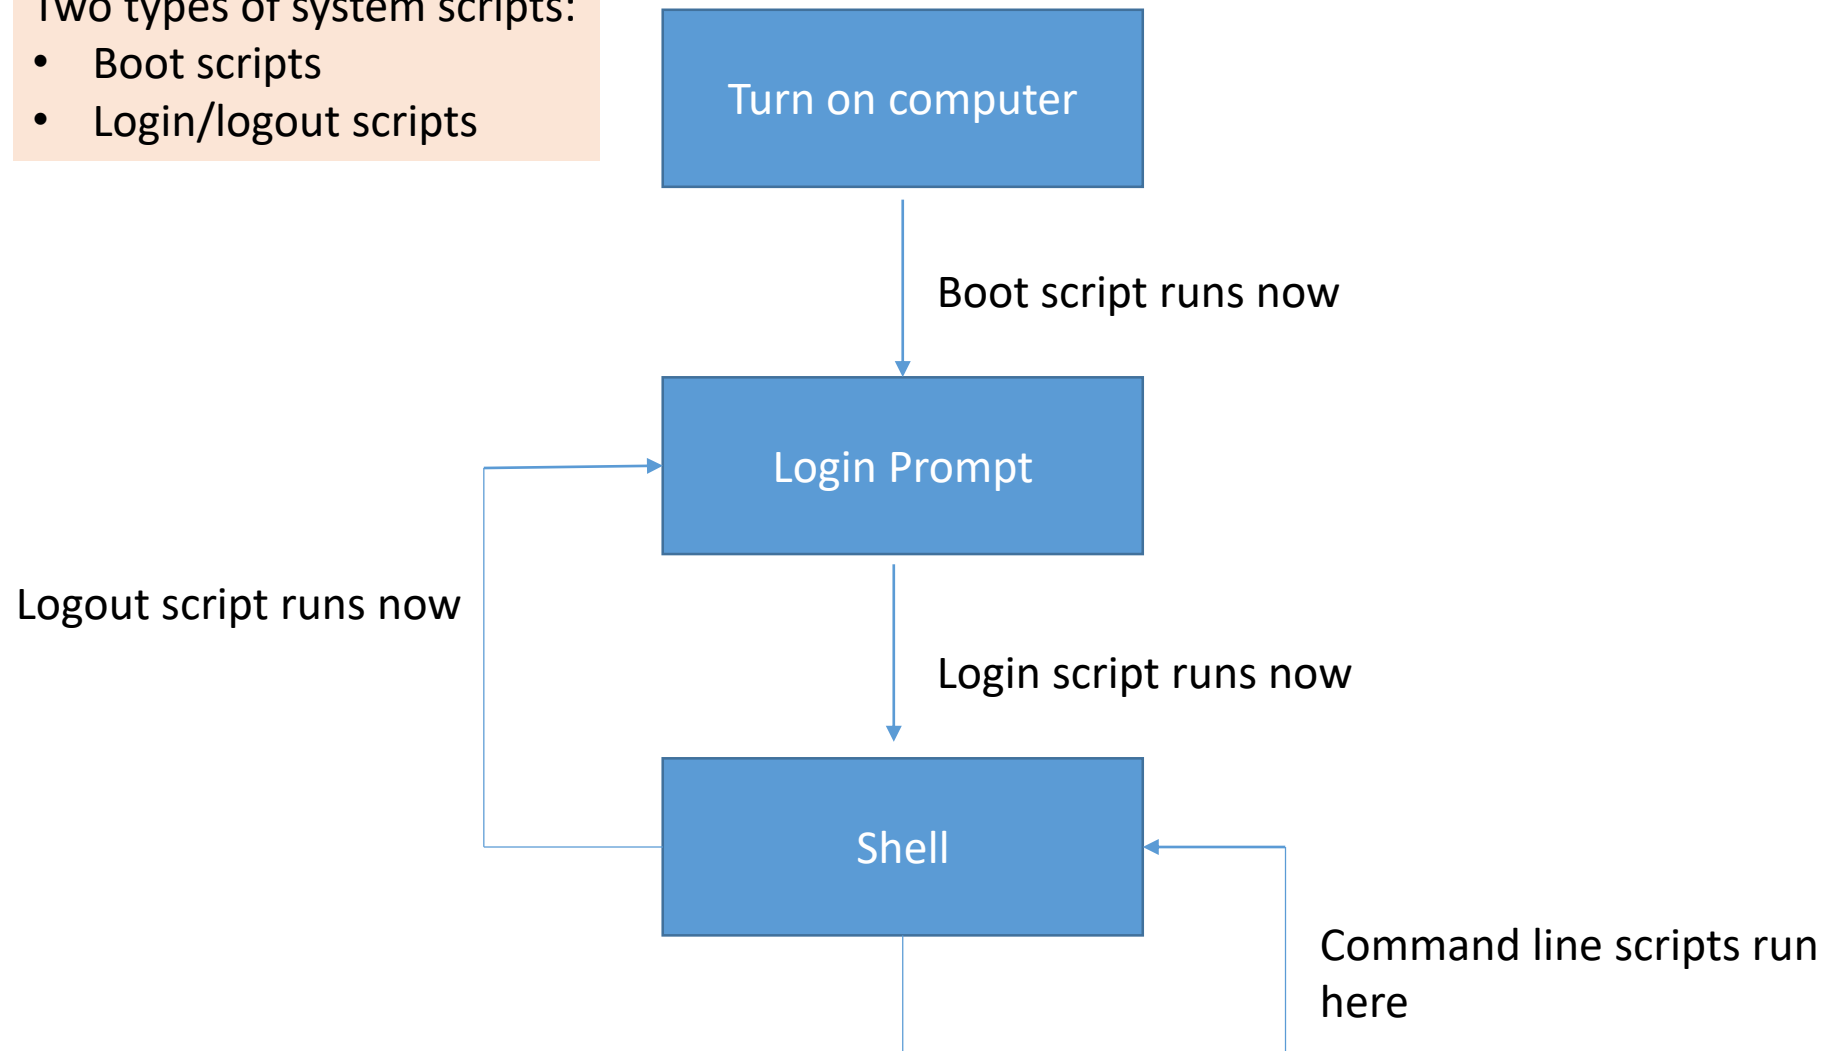 Two types of system scripts:
• Boot scripts
• Login/logout scripts
Turn on computer
Boot script runs now
Login Prompt
Logout script runs now
Login script runs now
Shell
Command line scripts run
here